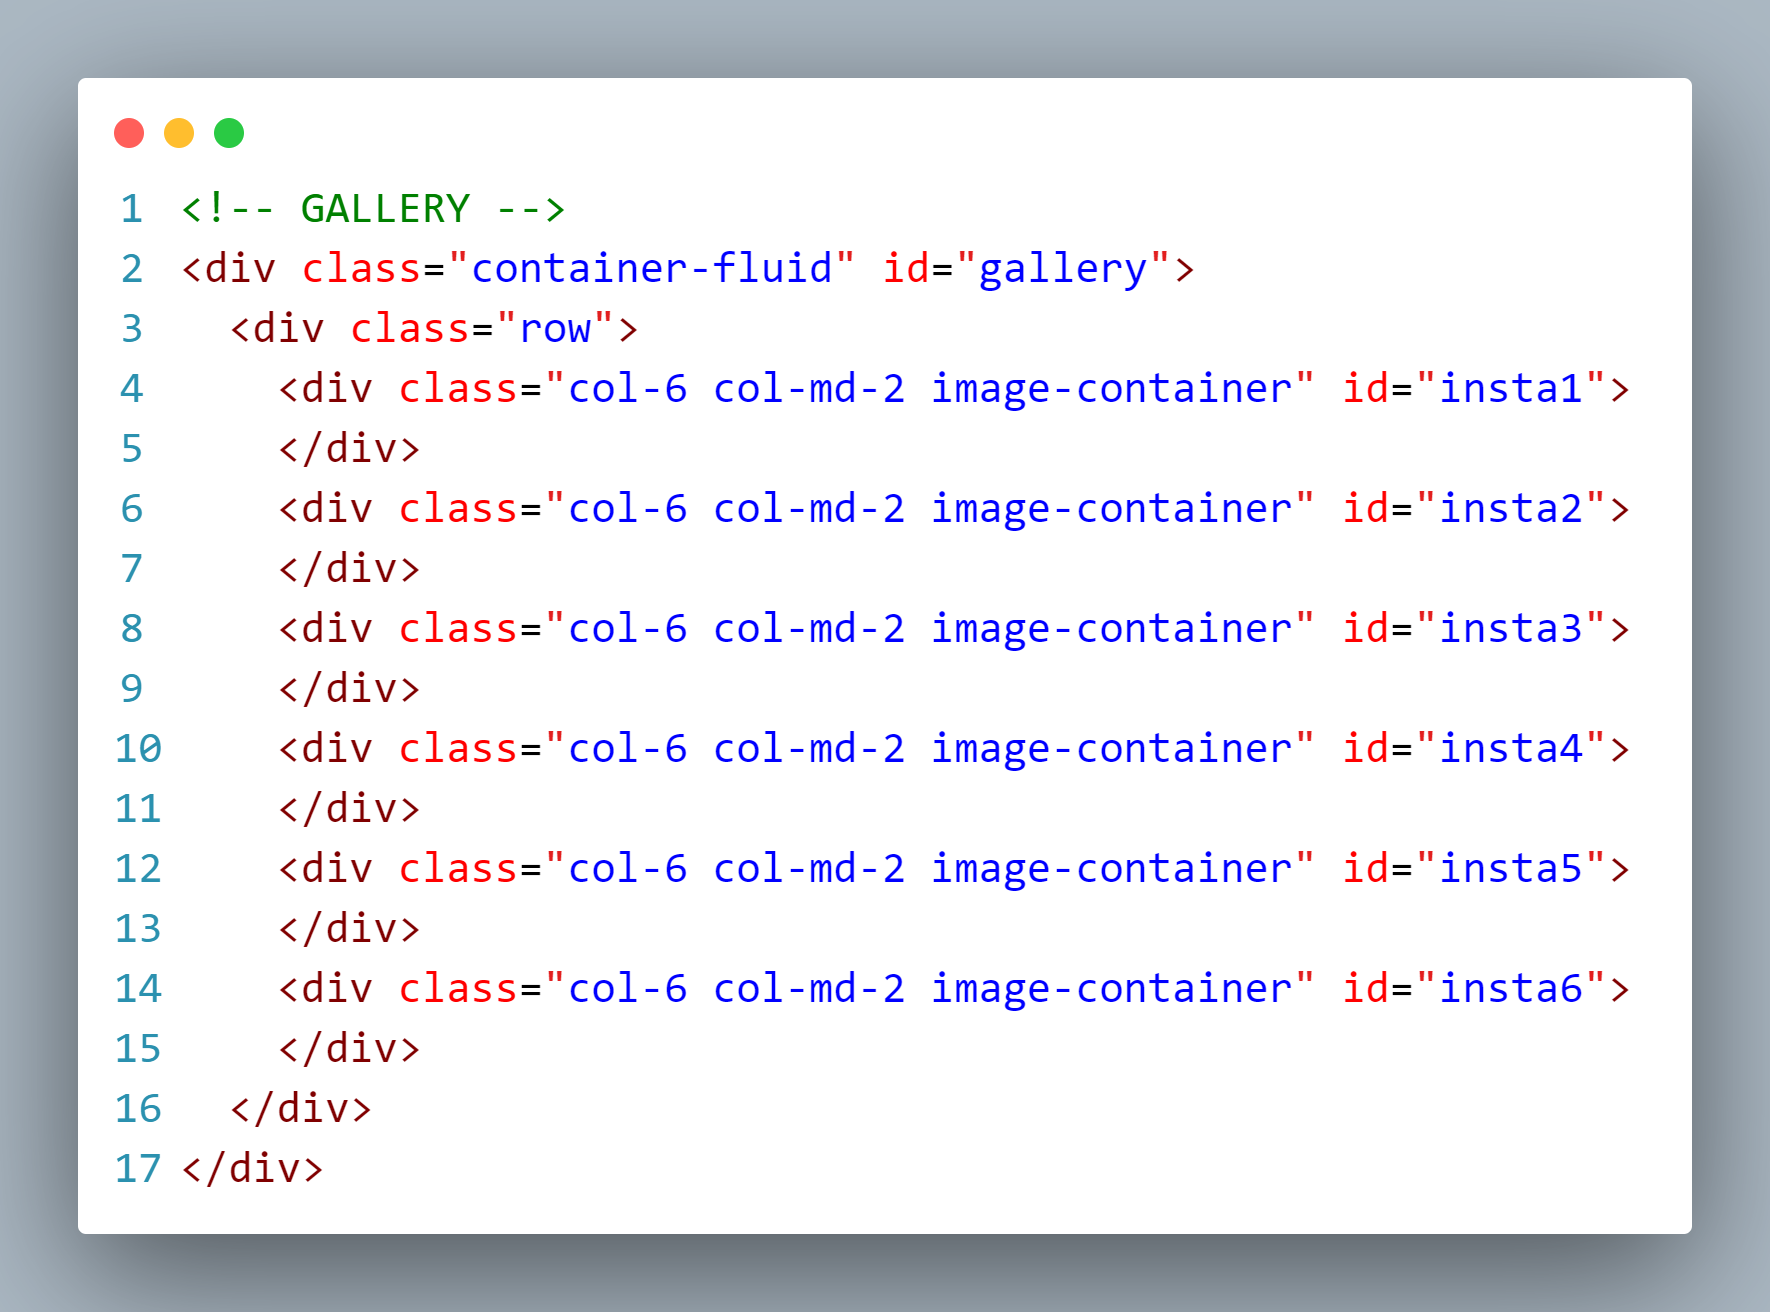 1 <!-- GALLERY -->
2 <div class="container-fluid" id="gallery">
3   <div class="row">
4     <div class="col-6 col-md-2 image-container" id="insta1">
5     </div>
6     <div class="col-6 col-md-2 image-container" id="insta2">
7     </div>
8     <div class="col-6 col-md-2 image-container" id="insta3">
9     </div>
10     <div class="col-6 col-md-2 image-container" id="insta4">
11     </div>
12     <div class="col-6 col-md-2 image-container" id="insta5">
13     </div>
14     <div class="col-6 col-md-2 image-container" id="insta6">
15     </div>
16   </div>
17 </div>